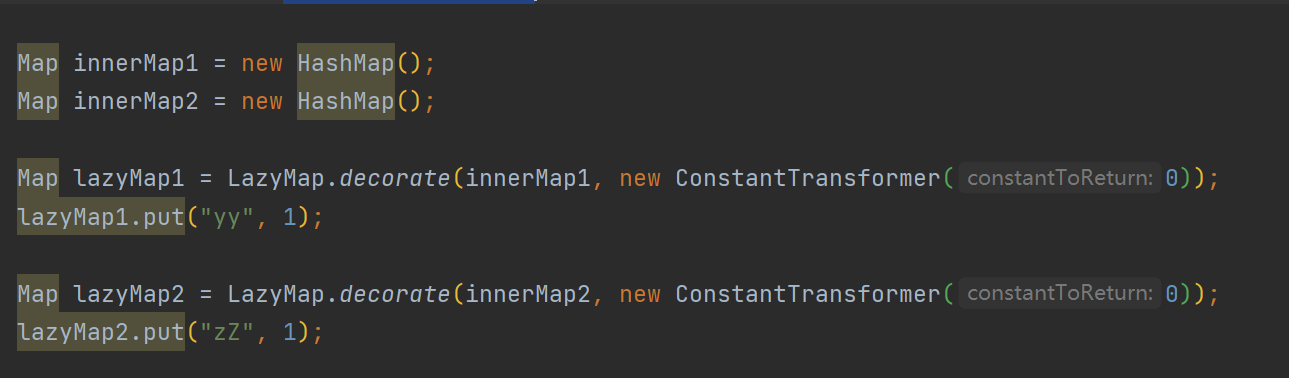 Map innerMap1 = new HashMap();
Map innerMap2 = new HashMap();
Map lazyMap1 = LazyMap.decorate(innerMap1, new ConstantTransformer( constantToReturn: 0));
lazyMap1.put("yy", 1);
Map lazyMap2 = LazyMap.decorate(innerMap2, new ConstantTransformer( constantToReturn: 0));
lazyMap2.put("zZ", 1);